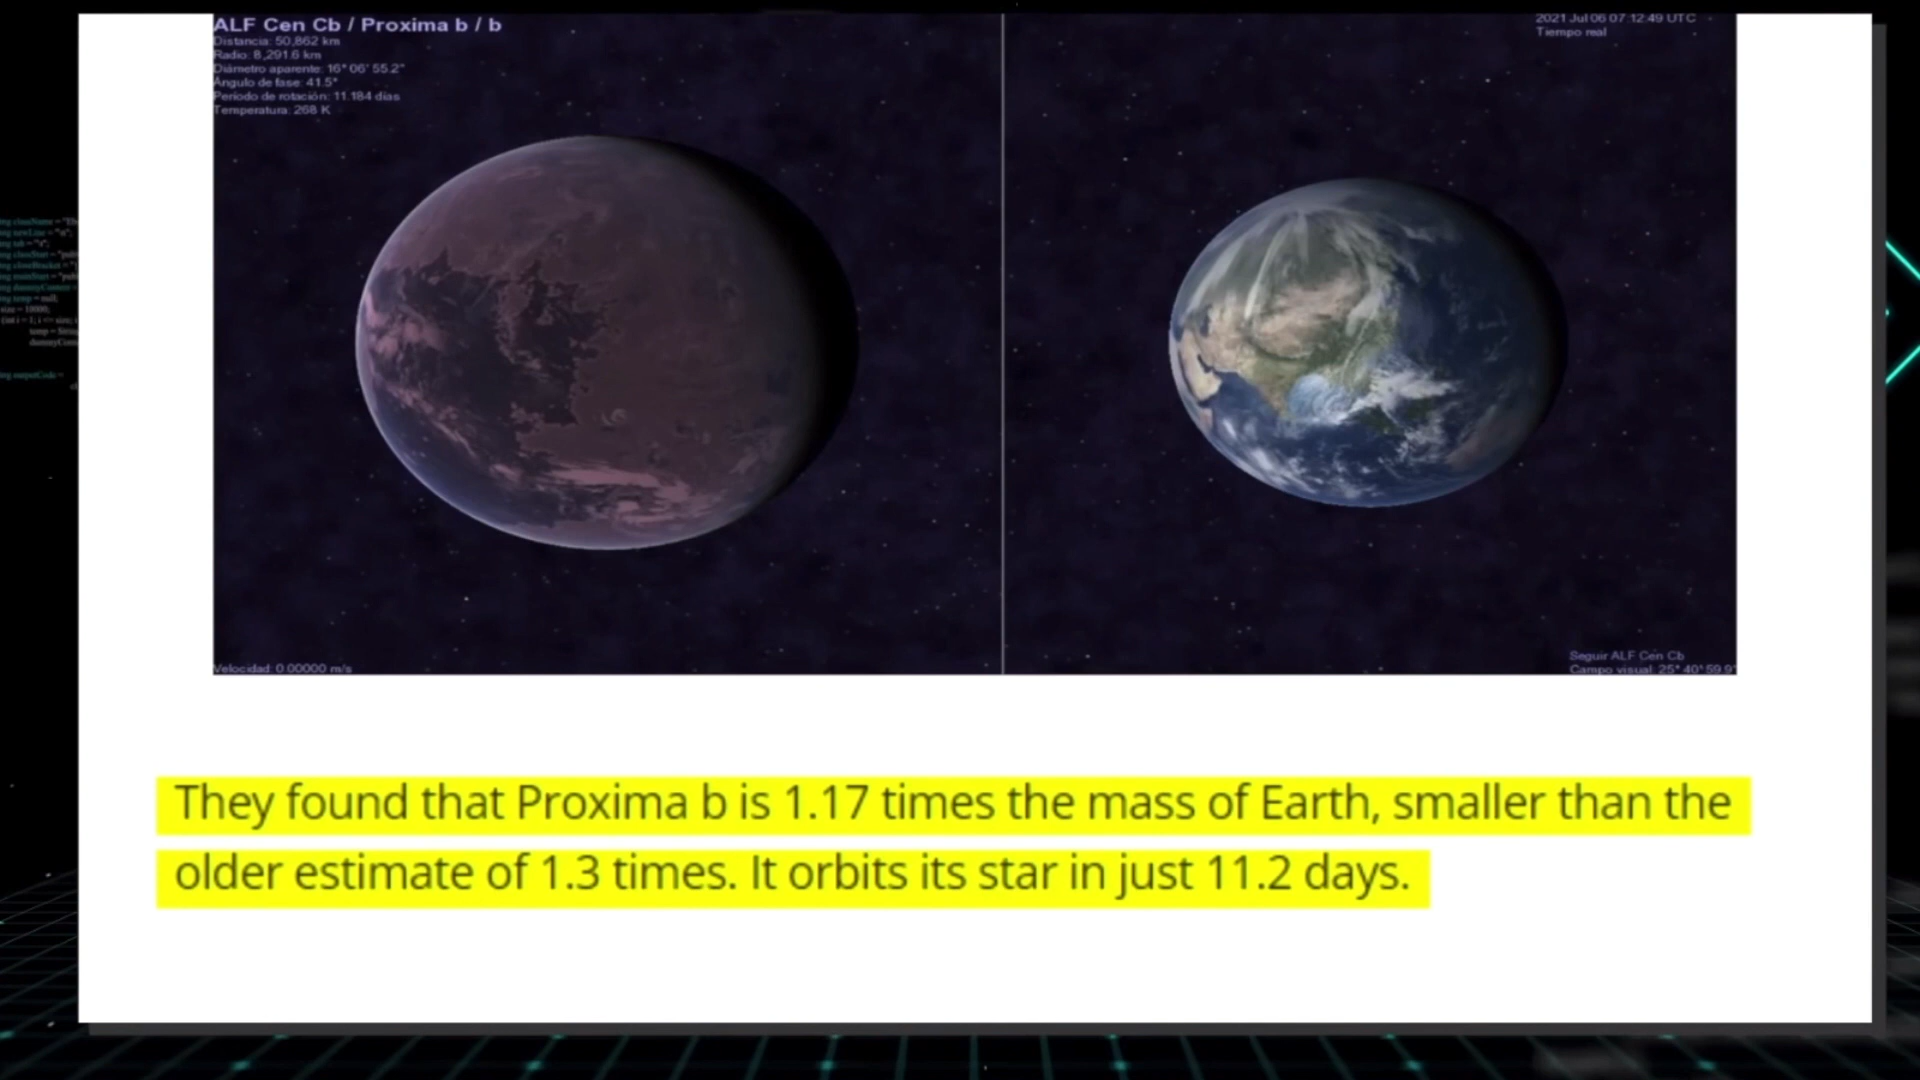 ALF Cen Cb / Proxima b / b
Distancia: 50,862 km
Radio: 8,291.6 km
Diámetro aparente: 16° 06' 55.2"
Ángulo de fase: 41.5°
Período de rotación: 11.184 días
Temperatura: 268 K
2021 Jul 06 07:12:49 UTC
Tiempo real
Velocidad: 0.00000 m/s
Seguir ALF Cen Cb
Campo visual: 25° 40' 59.9"
They found that Proxima b is 1.17 times the mass of Earth, smaller than the
older estimate of 1.3 times. It orbits its star in just 11.2 days.